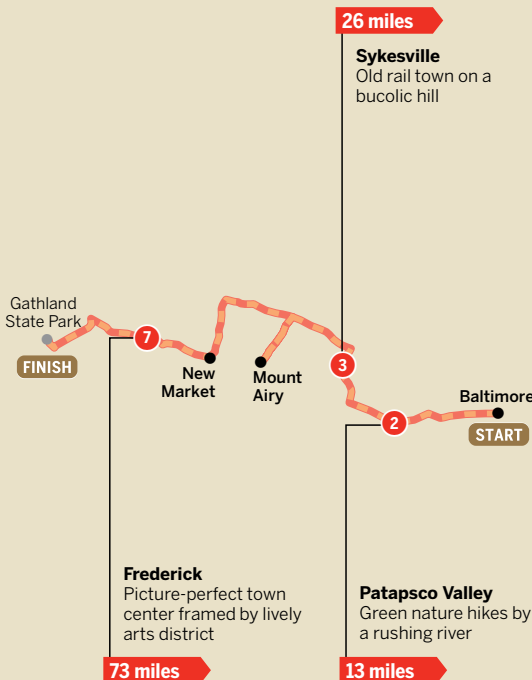 26 miles
Sykesville
Old rail town on a
bucolic hill
Gathland
State Park
FINISH
7
New
Market
Mount
Airy
3
2
Baltimore
START
Frederick
Picture-perfect town
center framed by lively
arts district
73 miles
Patapsco Valley
Green nature hikes by
a rushing river
13 miles